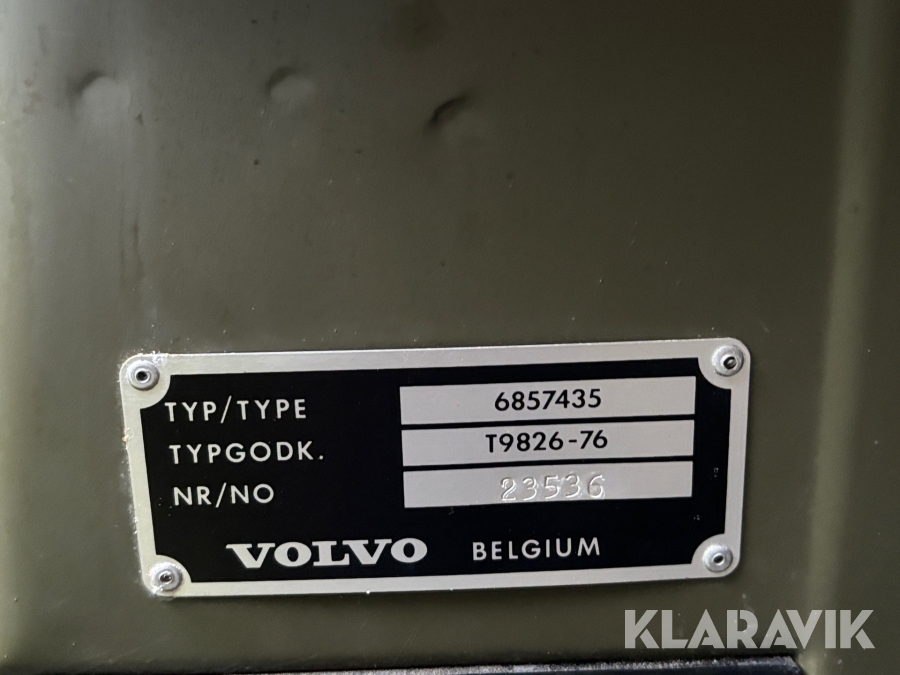 TYP/TYPE 6857435
TYPGODK. T9826-76
NR/NO 23536
VOLVO BELGIUM
KLARAVIK